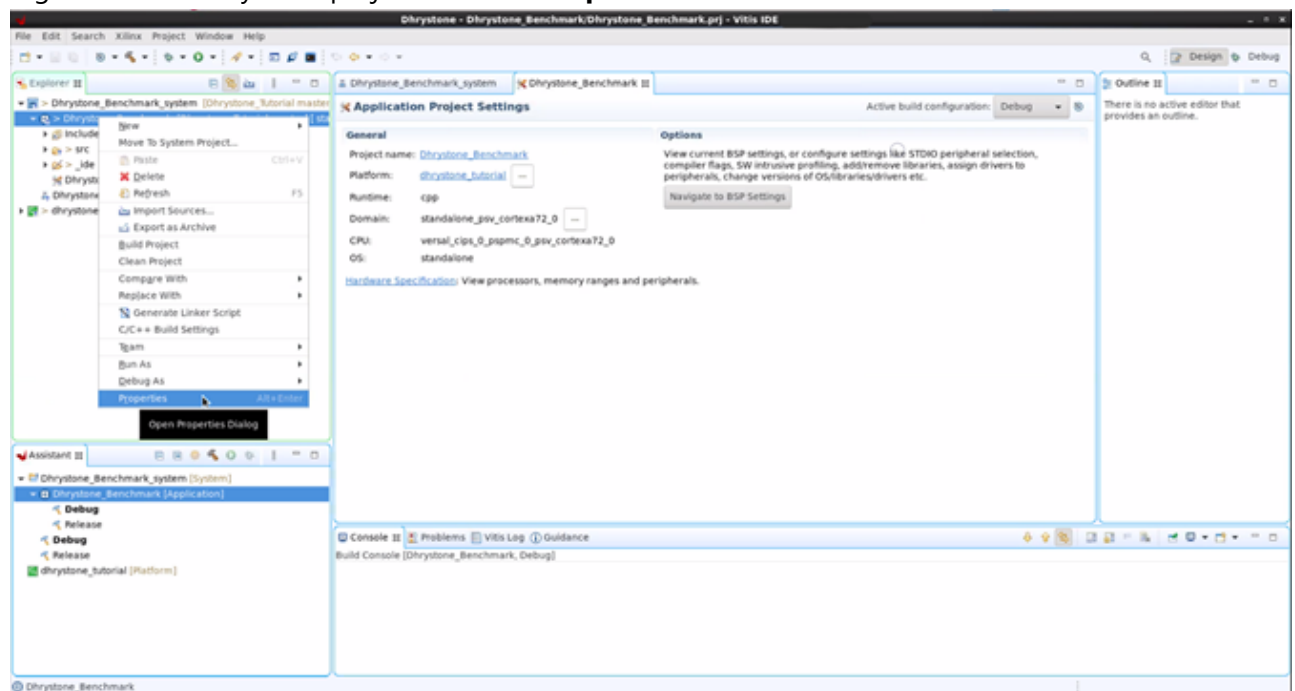 Dhrystone - Dhrystone_Benchmark/Dhrystone_Benchmark.prj - Vitis IDE
File Edit Search Xilinx Project Window Help
Design Debug
Explorer
> Dhrystone_Benchmark_system [Dhrystone_Tutorial master
> Dhrysto
Include
> src
> _ide
Dhrysto
Dhrystone
> dhrystone
New
Move To System Project...
Paste Ctrl+V
Delete
Refresh F5
Import Sources...
Export as Archive
Build Project
Clean Project
Compare With
Replace With
Generate Linker Script
C/C++ Build Settings
Team
Run As
Debug As
Properties Alt+Enter
Open Properties Dialog
Dhrystone_Benchmark_system Dhrystone_Benchmark
Application Project Settings Active build configuration: Debug
General
Project name: Dhrystone_Benchmark
Platform: dhrystone_tutorial ...
Runtime: cpp
Domain: standalone_psv_cortexa72_0 ...
CPU: versal_cips_0_pspmc_0_psv_cortexa72_0
OS: standalone
Hardware Specification: View processors, memory ranges and peripherals.
Options
View current BSP settings, or configure settings like STDIO peripheral selection,
compiler flags, SW intrusive profiling, add/remove libraries, assign drivers to
peripherals, change versions of OS/libraries/drivers etc.
Navigate to BSP Settings
Outline
There is no active editor that
provides an outline.
Assistant
Dhrystone_Benchmark_system [System]
Dhrystone_Benchmark [Application]
Debug
Release
Debug
Release
dhrystone_tutorial [Platform]
Console Problems Vitis Log Guidance
Build Console [Dhrystone_Benchmark, Debug]
Dhrystone_Benchmark